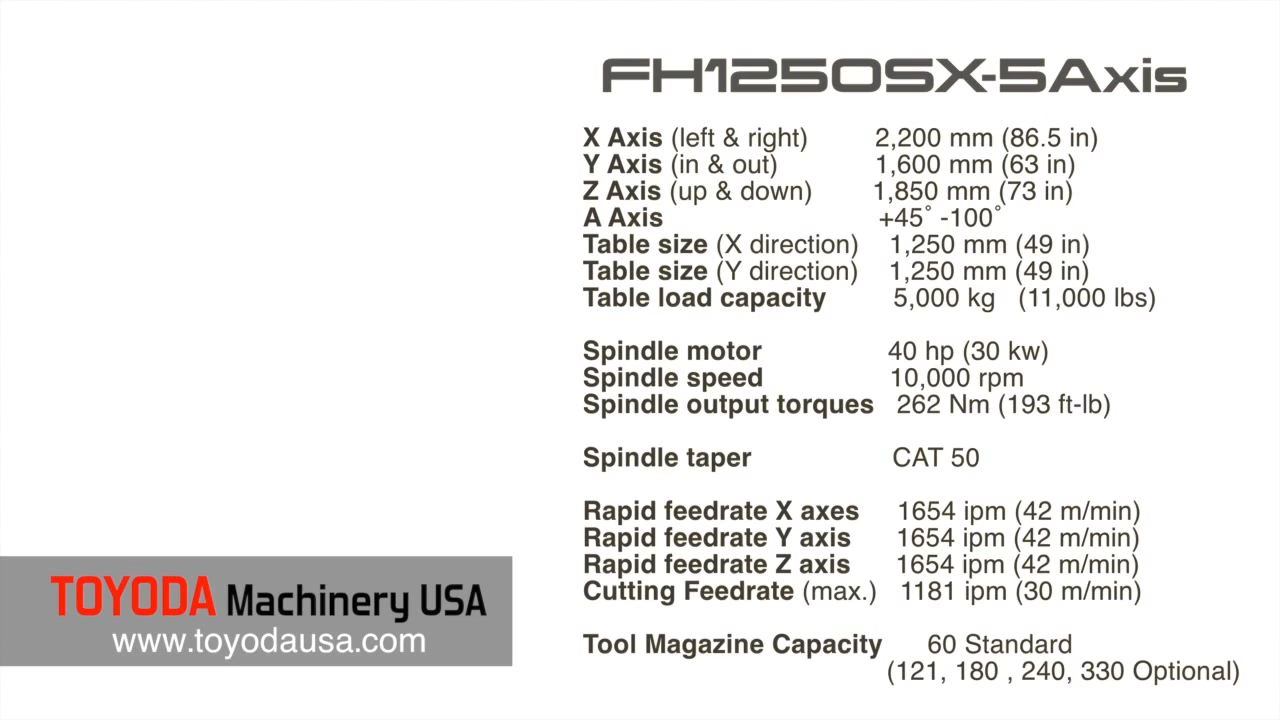 FH1250SX-5Axis
X Axis (left & right) 2,200 mm (86.5 in)
Y Axis (in & out) 1,600 mm (63 in)
Z Axis (up & down) 1,850 mm (73 in)
A Axis +45˚ -100˚
Table size (X direction) 1,250 mm (49 in)
Table size (Y direction) 1,250 mm (49 in)
Table load capacity 5,000 kg (11,000 lbs)
Spindle motor 40 hp (30 kw)
Spindle speed 10,000 rpm
Spindle output torques 262 Nm (193 ft-lb)
Spindle taper CAT 50
Rapid feedrate X axes 1654 ipm (42 m/min)
Rapid feedrate Y axis 1654 ipm (42 m/min)
Rapid feedrate Z axis 1654 ipm (42 m/min)
Cutting Feedrate (max.) 1181 ipm (30 m/min)
Tool Magazine Capacity 60 Standard
(121, 180 , 240, 330 Optional)
TOYODA Machinery USA
www.toyodausa.com